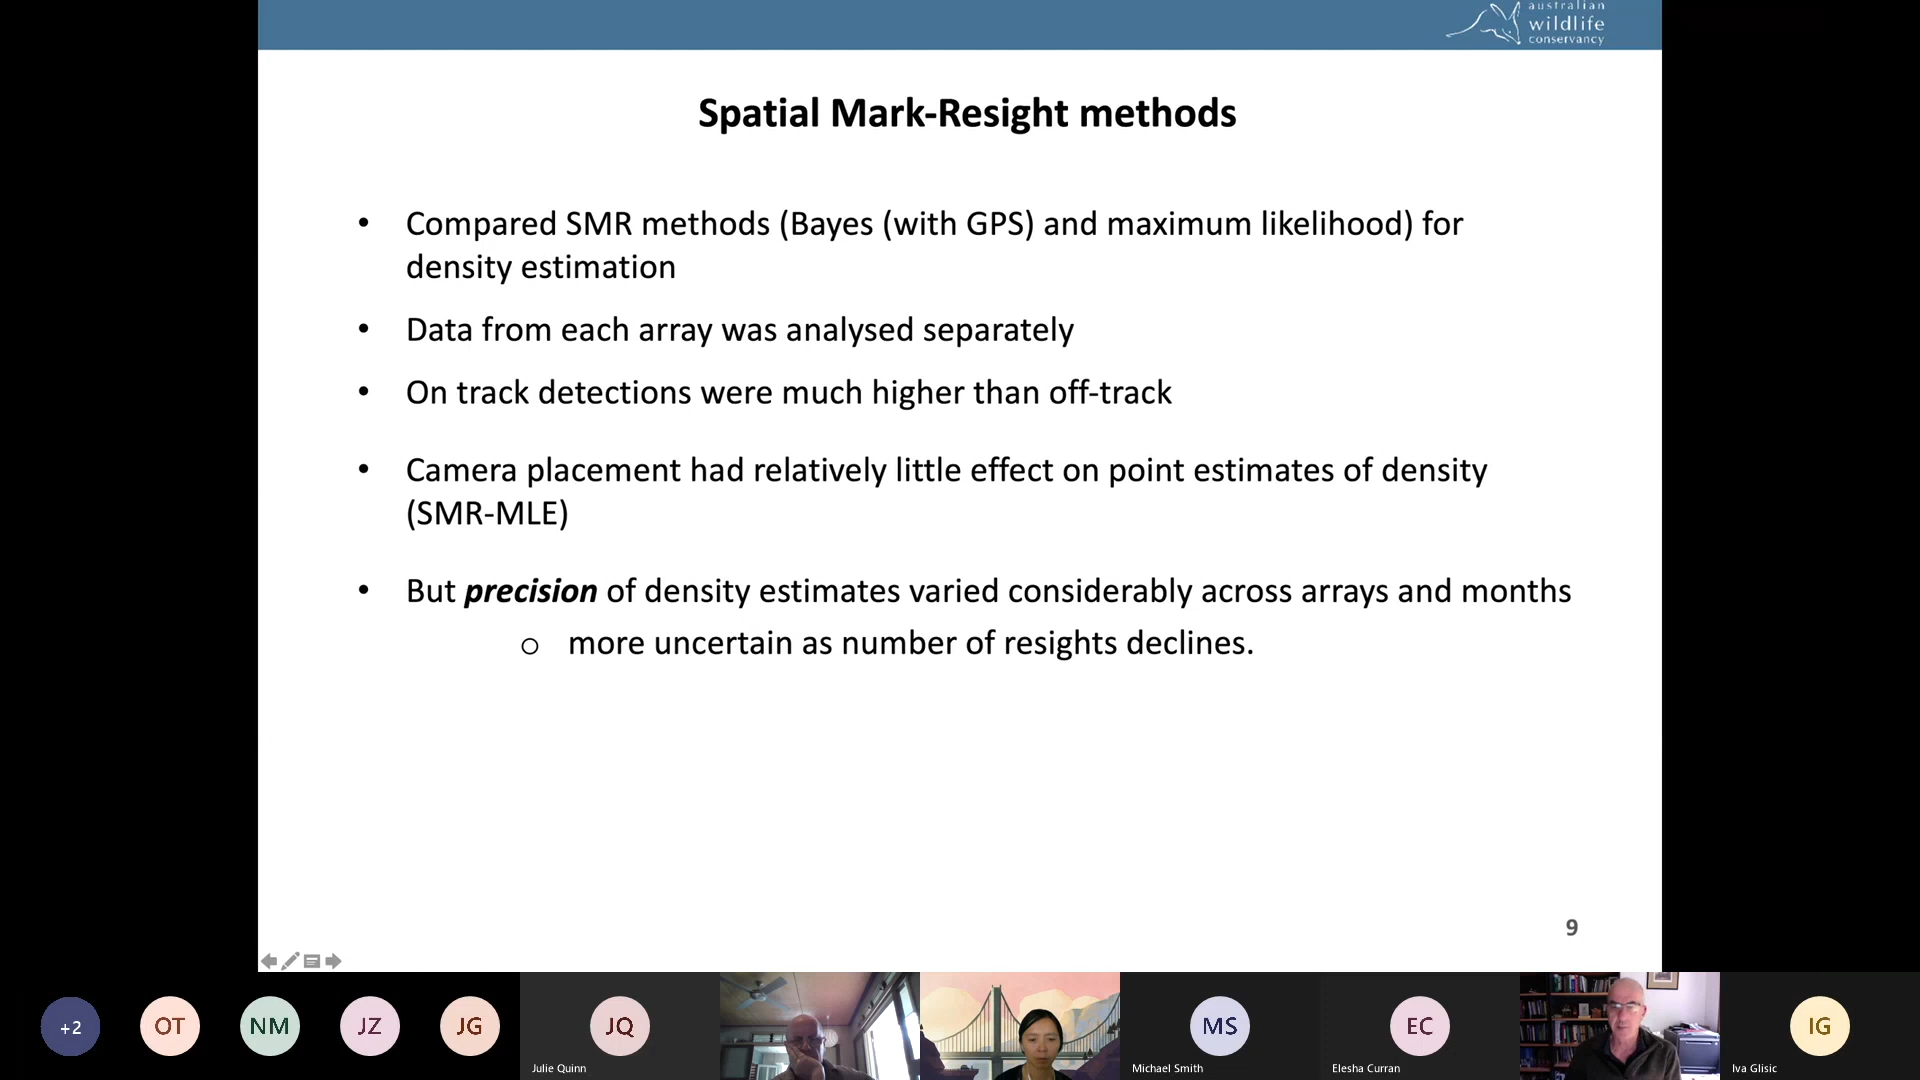 australian
wildlife
conservancy
Spatial Mark-Resight methods
• Compared SMR methods (Bayes (with GPS) and maximum likelihood) for
density estimation
• Data from each array was analysed separately
• On track detections were much higher than off-track
• Camera placement had relatively little effect on point estimates of density
(SMR-MLE)
• But precision of density estimates varied considerably across arrays and months
o more uncertain as number of resights declines.
9
+2
OT
NM
JZ
JG
JQ
Julie Quinn
MS
Michael Smith
EC
Elesha Curran
IG
Iva Glisic